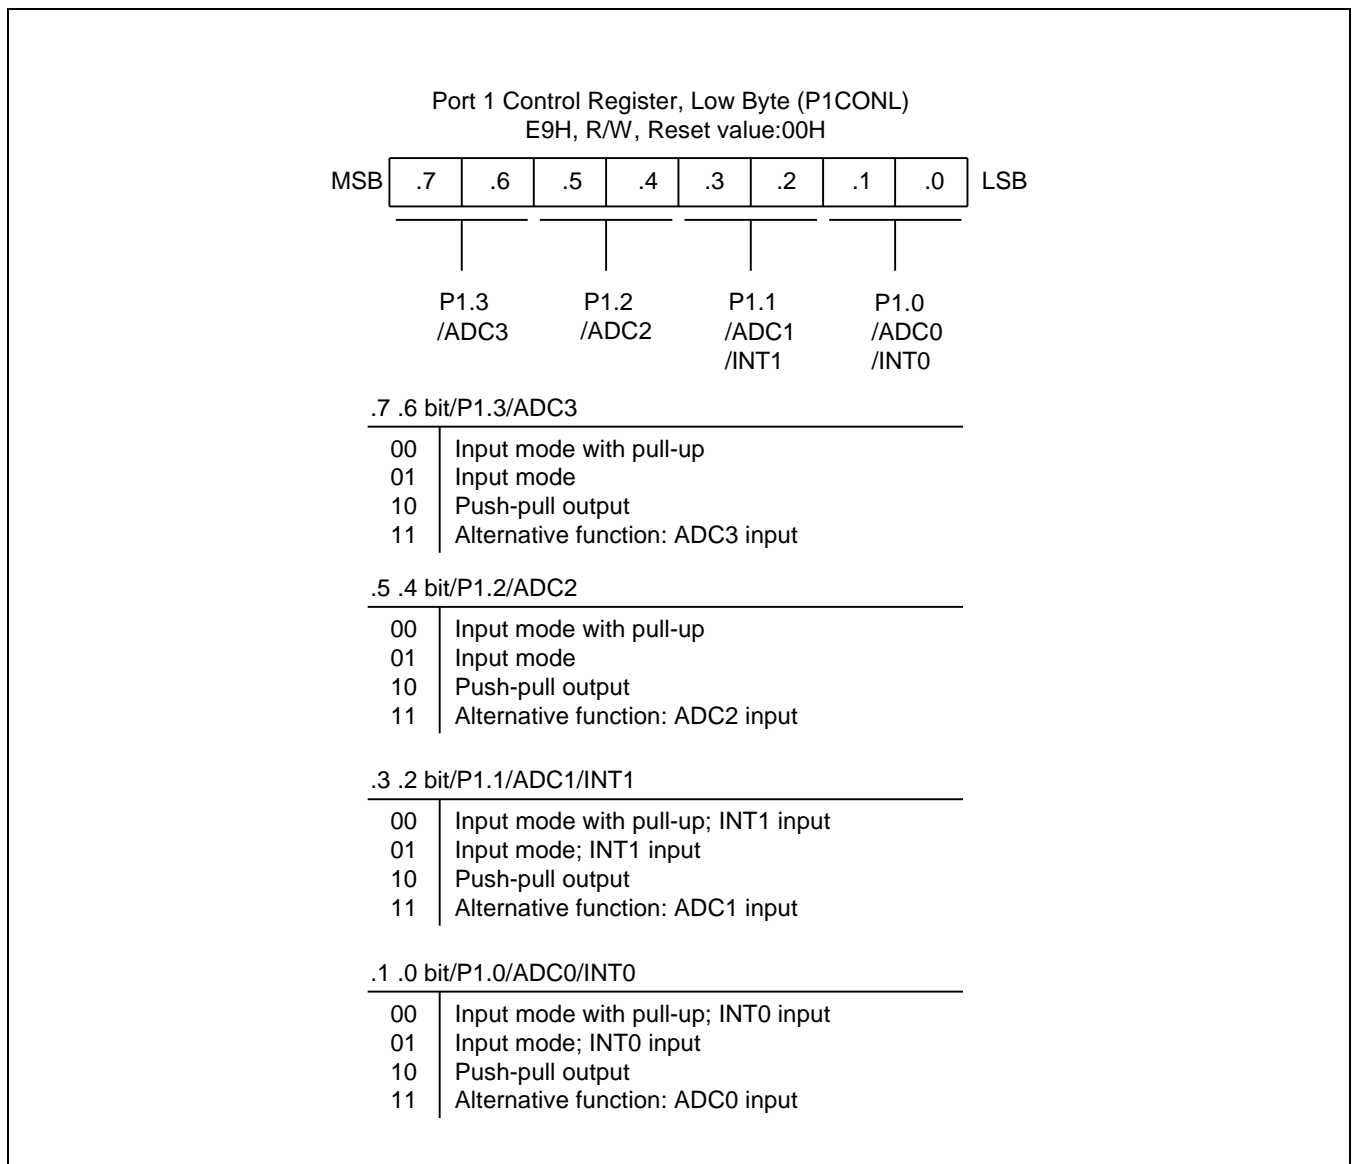 Port 1 Control Register, Low Byte (P1CONL)
E9H, R/W, Reset value:00H
MSB .7 .6 .5 .4 .3 .2 .1 .0 LSB
P1.3 P1.2 P1.1 P1.0
/ADC3 /ADC2 /ADC1 /ADC0
/INT1 /INT0
.7 .6 bit/P1.3/ADC3
00 Input mode with pull-up
01 Input mode
10 Push-pull output
11 Alternative function: ADC3 input
.5 .4 bit/P1.2/ADC2
00 Input mode with pull-up
01 Input mode
10 Push-pull output
11 Alternative function: ADC2 input
.3 .2 bit/P1.1/ADC1/INT1
00 Input mode with pull-up; INT1 input
01 Input mode; INT1 input
10 Push-pull output
11 Alternative function: ADC1 input
.1 .0 bit/P1.0/ADC0/INT0
00 Input mode with pull-up; INT0 input
01 Input mode; INT0 input
10 Push-pull output
11 Alternative function: ADC0 input